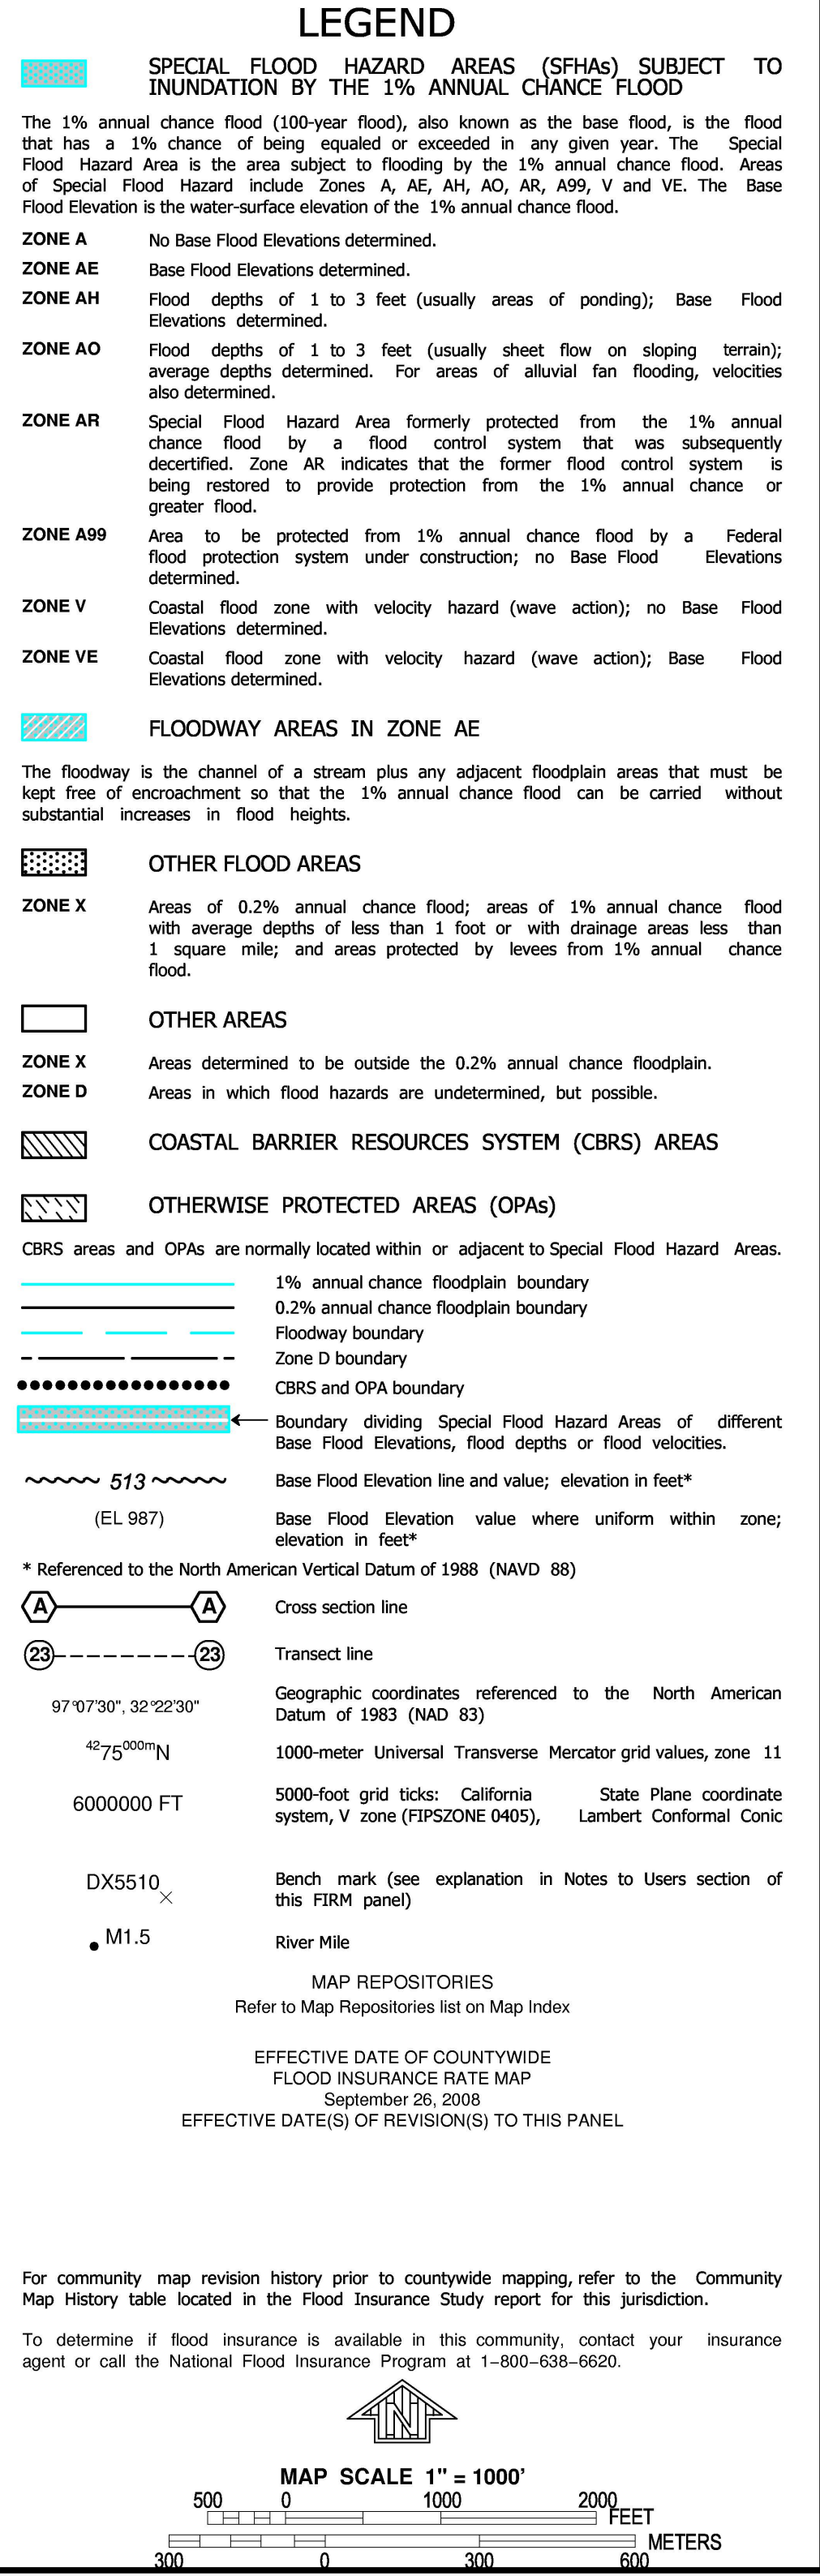 LEGEND
SPECIAL FLOOD HAZARD AREAS (SFHAs) SUBJECT TO
INUNDATION BY THE 1% ANNUAL CHANCE FLOOD
The 1% annual chance flood (100-year flood), also known as the base flood, is the flood
that has a 1% chance of being equaled or exceeded in any given year. The Special
Flood Hazard Area is the area subject to flooding by the 1% annual chance flood. Areas
of Special Flood Hazard include Zones A, AE, AH, AO, AR, A99, V and VE. The Base
Flood Elevation is the water-surface elevation of the 1% annual chance flood.
ZONE A No Base Flood Elevations determined.
ZONE AE Base Flood Elevations determined.
ZONE AH Flood depths of 1 to 3 feet (usually areas of ponding); Base Flood
Elevations determined.
ZONE AO Flood depths of 1 to 3 feet (usually sheet flow on sloping terrain);
average depths determined. For areas of alluvial fan flooding, velocities
also determined.
ZONE AR Special Flood Hazard Area formerly protected from the 1% annual
chance flood by a flood control system that was subsequently
decertified. Zone AR indicates that the former flood control system is
being restored to provide protection from the 1% annual chance or
greater flood.
ZONE A99 Area to be protected from 1% annual chance flood by a Federal
flood protection system under construction; no Base Flood Elevations
determined.
ZONE V Coastal flood zone with velocity hazard (wave action); no Base Flood
Elevations determined.
ZONE VE Coastal flood zone with velocity hazard (wave action); Base Flood
Elevations determined.
FLOODWAY AREAS IN ZONE AE
The floodway is the channel of a stream plus any adjacent floodplain areas that must be
kept free of encroachment so that the 1% annual chance flood can be carried without
substantial increases in flood heights.
OTHER FLOOD AREAS
ZONE X Areas of 0.2% annual chance flood; areas of 1% annual chance flood
with average depths of less than 1 foot or with drainage areas less than
1 square mile; and areas protected by levees from 1% annual chance
flood.
OTHER AREAS
ZONE X Areas determined to be outside the 0.2% annual chance floodplain.
ZONE D Areas in which flood hazards are undetermined, but possible.
COASTAL BARRIER RESOURCES SYSTEM (CBRS) AREAS
OTHERWISE PROTECTED AREAS (OPAs)
CBRS areas and OPAs are normally located within or adjacent to Special Flood Hazard Areas.
1% annual chance floodplain boundary
0.2% annual chance floodplain boundary
Floodway boundary
Zone D boundary
CBRS and OPA boundary
Boundary dividing Special Flood Hazard Areas of different
Base Flood Elevations, flood depths or flood velocities.
513 Base Flood Elevation line and value; elevation in feet*
(EL 987) Base Flood Elevation value where uniform within zone;
elevation in feet*
* Referenced to the North American Vertical Datum of 1988 (NAVD 88)
A A Cross section line
23 23 Transect line
97°07'30", 32°22'30" Geographic coordinates referenced to the North American
Datum of 1983 (NAD 83)
4275000mN 1000-meter Universal Transverse Mercator grid values, zone 11
6000000 FT 5000-foot grid ticks: California State Plane coordinate
system, V zone (FIPSZONE 0405), Lambert Conformal Conic
DX5510 Bench mark (see explanation in Notes to Users section of
this FIRM panel)
M1.5 River Mile
MAP REPOSITORIES
Refer to Map Repositories list on Map Index
EFFECTIVE DATE OF COUNTYWIDE
FLOOD INSURANCE RATE MAP
September 26, 2008
EFFECTIVE DATE(S) OF REVISION(S) TO THIS PANEL
For community map revision history prior to countywide mapping, refer to the Community
Map History table located in the Flood Insurance Study report for this jurisdiction.
To determine if flood insurance is available in this community, contact your insurance
agent or call the National Flood Insurance Program at 1-800-638-6620.
N
MAP SCALE 1" = 1000'
500 0 1000 2000
FEET
METERS
300 0 300 600